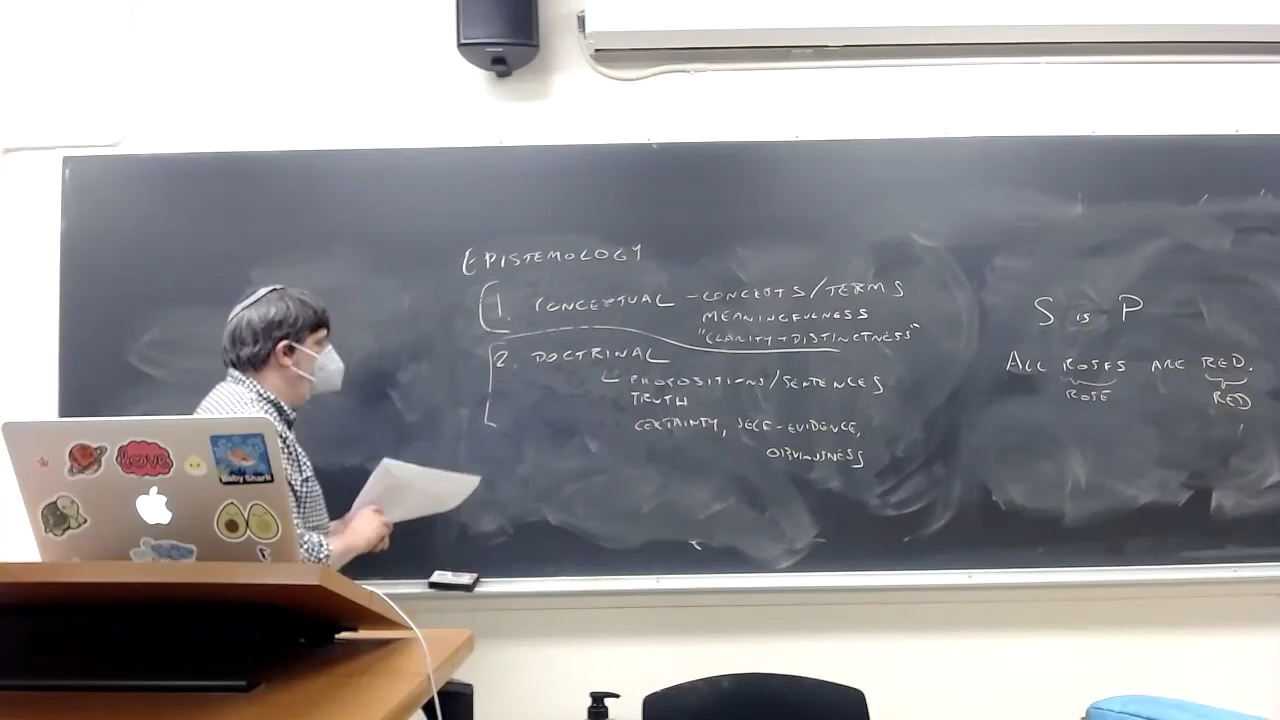 EPISTEMOLOGY
1. CONCEPTUAL - CONCEPTS/TERMS
MEANINGFULNESS
"CLARITY + DISTINCTNESS"
2. DOCTRINAL
PROPOSITIONS/SENTENCES
TRUTH
CERTAINTY, SELF-EVIDENCE,
OBVIOUSNESS
S is P
ALL ROSES ARE RED.
ROSE RED
love
Baby Shark